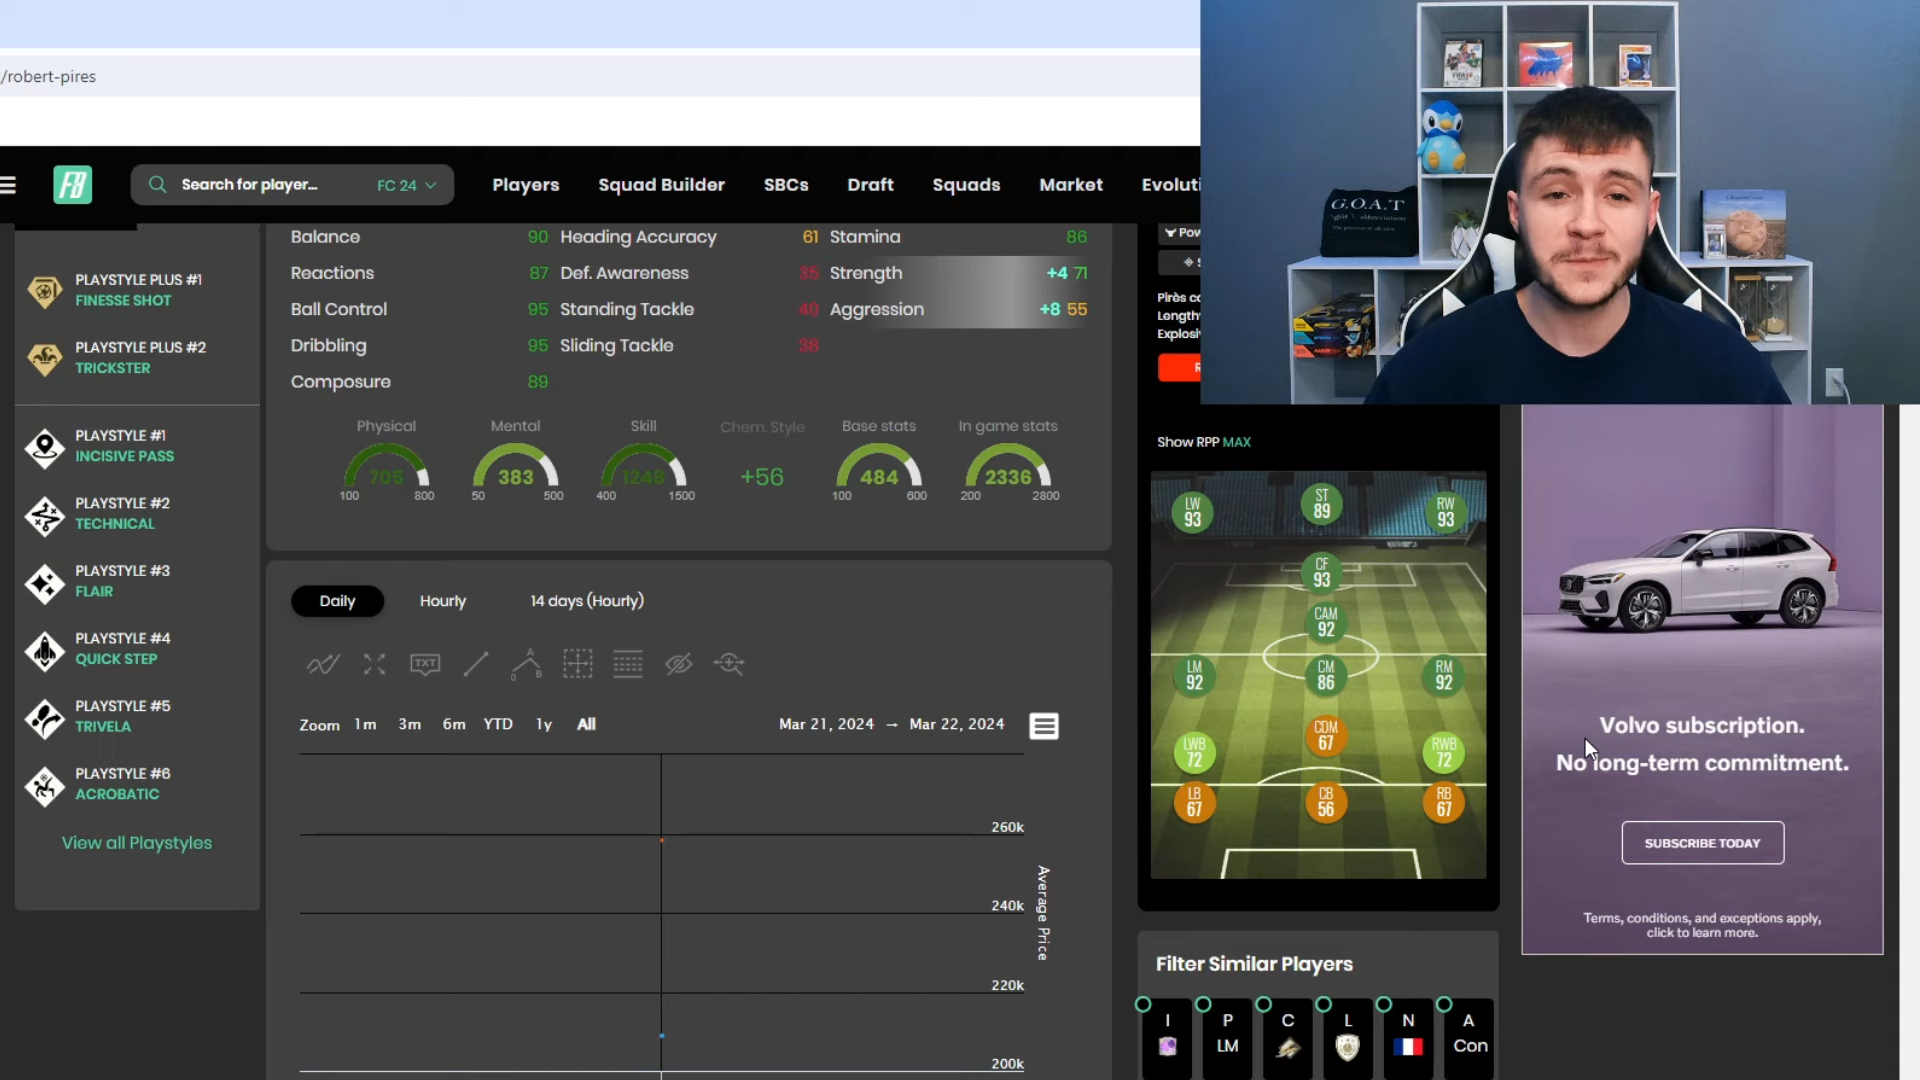 /robert-pires
Search for player...
FC 24
Players
Squad Builder
SBCs
Draft
Squads
Market
Evoluti
G.O.A.T
PLAYSTYLE PLUS #1
FINESSE SHOT
PLAYSTYLE PLUS #2
TRICKSTER
PLAYSTYLE #1
INCISIVE PASS
PLAYSTYLE #2
TECHNICAL
PLAYSTYLE #3
FLAIR
PLAYSTYLE #4
QUICK STEP
PLAYSTYLE #5
TRIVELA
PLAYSTYLE #6
ACROBATIC
View all Playstyles
Balance 90 Heading Accuracy 61 Stamina 86
Reactions 87 Def. Awareness 35 Strength +4 71
Ball Control 95 Standing Tackle 40 Aggression +8 55
Dribbling 95 Sliding Tackle 38
Composure 89
Physical Mental Skill Chem. Style Base stats In game stats
705 383 1248 +56 484 2336
100 800 50 500 400 1500 100 600 200 2800
Daily Hourly 14 days (Hourly)
TXT
A
0 B
Zoom 1m 3m 6m YTD 1y All Mar 21, 2024 → Mar 22, 2024
260k
240k
220k
200k
Average Price
Pow
S
Pirès ca
Length
Explosi
R
Show RPP MAX
LW
93
ST
89
RW
93
CF
93
CAM
92
LM
92
CM
86
RM
92
CDM
67
LWB
72
RWB
72
LB
67
CB
56
RB
67
Filter Similar Players
I P C L N A
LM Con
Volvo subscription.
No long-term commitment.
SUBSCRIBE TODAY
Terms, conditions, and exceptions apply,
click to learn more.